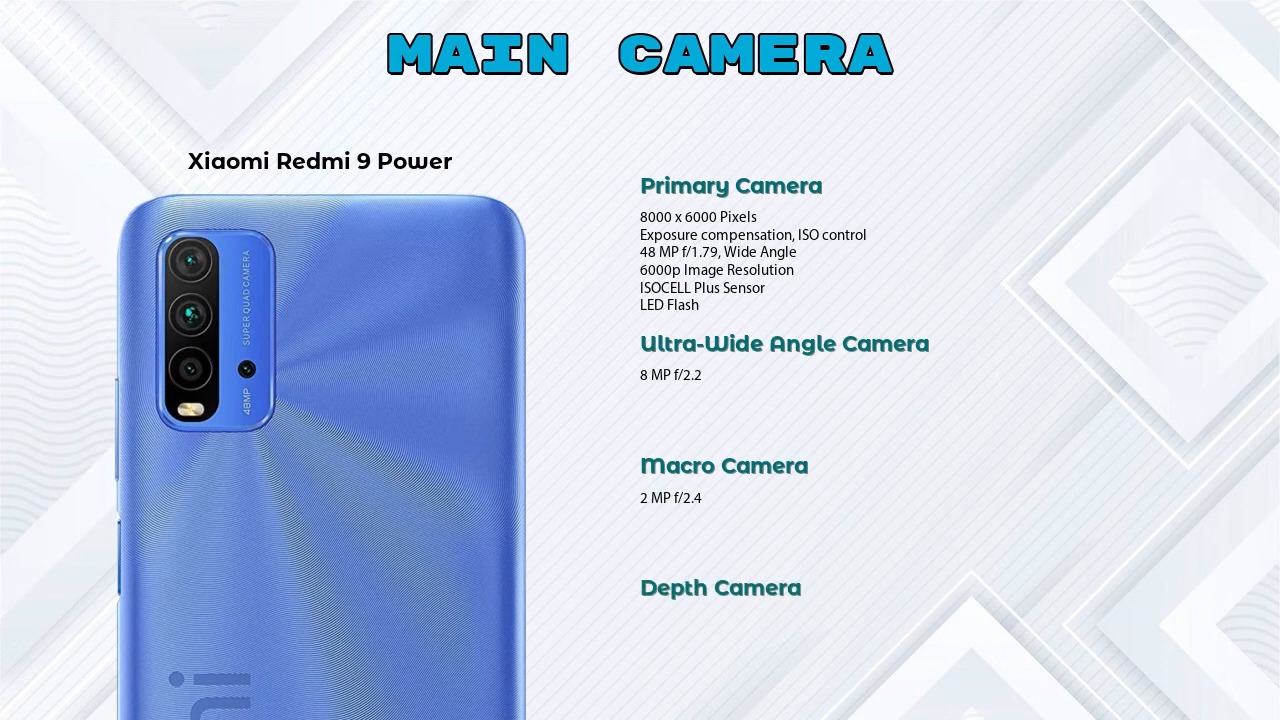 MAIN CAMERA
Xiaomi Redmi 9 Power
SUPER QUAD CAMERA
48MP
Primary Camera
8000 x 6000 Pixels
Exposure compensation, ISO control
48 MP f/1.79, Wide Angle
6000p Image Resolution
ISOCELL Plus Sensor
LED Flash
Ultra-Wide Angle Camera
8 MP f/2.2
Macro Camera
2 MP f/2.4
Depth Camera